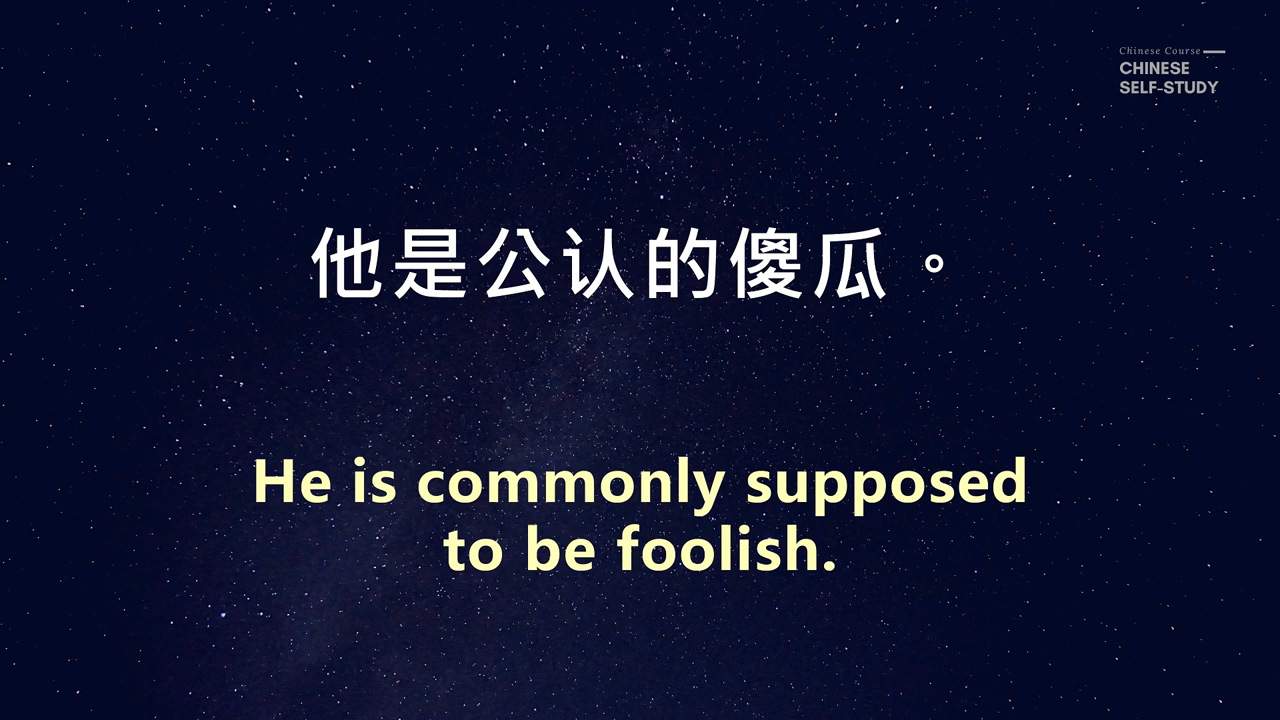 Chinese Course
CHINESE
SELF-STUDY
他是公认的傻瓜。
He is commonly supposed
to be foolish.